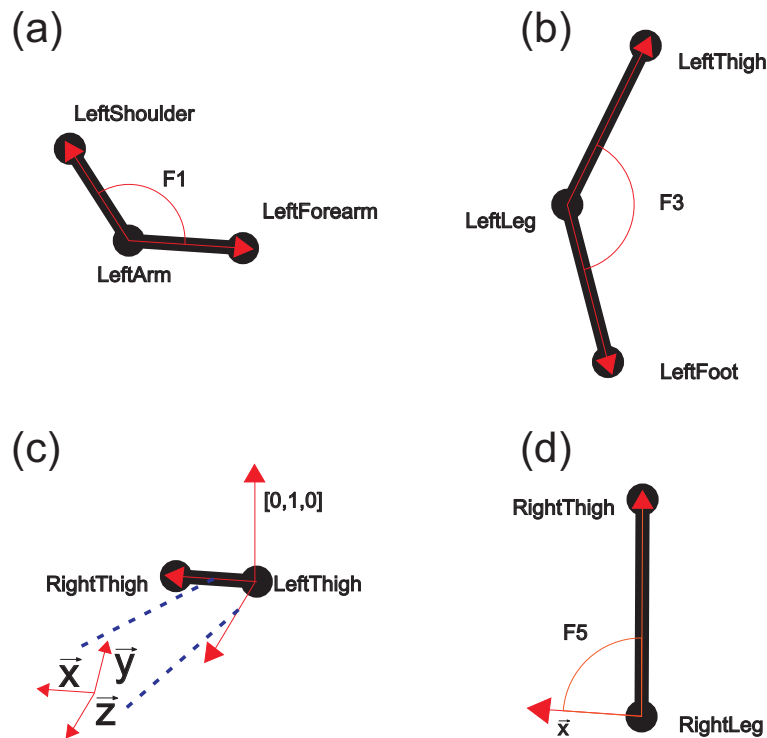 (a)
(b)
LeftThigh
LeftShoulder
F1
LeftForearm
F3
LeftLeg
LeftArm
LeftFoot
(c)
(d)
[0,1,0]
RightThigh
RightThigh
LeftThigh
F5
x
y
z
x
RightLeg